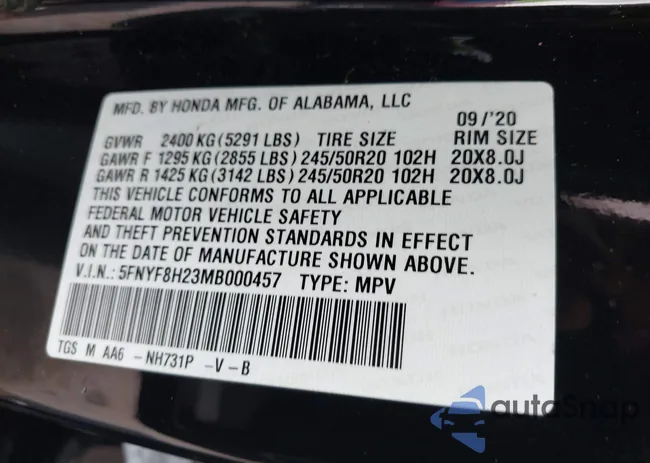 MFD. BY HONDA MFG. OF ALABAMA, LLC
09/'20
GVWR 2400 KG (5291 LBS) TIRE SIZE RIM SIZE
GAWR F 1295 KG (2855 LBS) 245/50R20 102H 20X8.0J
GAWR R 1425 KG (3142 LBS) 245/50R20 102H 20X8.0J
THIS VEHICLE CONFORMS TO ALL APPLICABLE
FEDERAL MOTOR VEHICLE SAFETY
AND THEFT PREVENTION STANDARDS IN EFFECT
ON THE DATE OF MANUFACTURE SHOWN ABOVE.
V.I.N.: 5FNYF8H23MB000457 TYPE: MPV
TGS M AA6 - NH731P - V - B
autoSnap